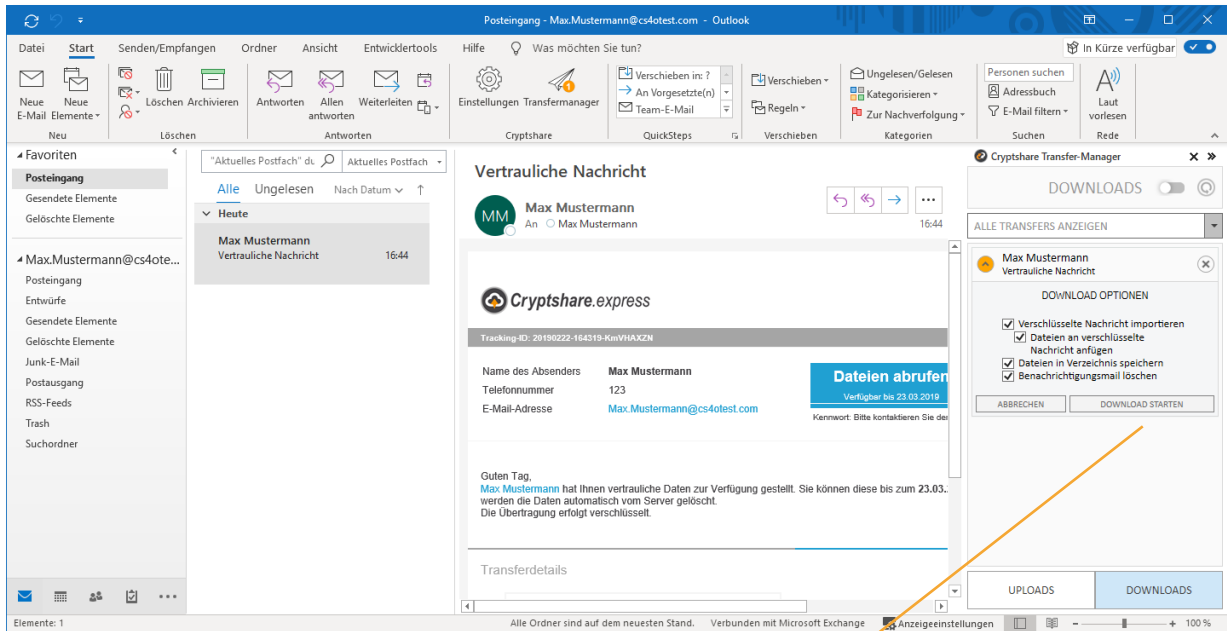 Posteingang - Max.Mustermann@cs4otest.com - Outlook
Datei Start Senden/Empfangen Ordner Ansicht Entwicklertools Hilfe Was möchten Sie tun? In Kürze verfügbar
Neue E-Mail
Neue Elemente
Löschen
Archivieren
Antworten
Allen antworten
Weiterleiten
Einstellungen
Transfermanager
Verschieben in: ?
An Vorgesetzte(n)
Team-E-Mail
Verschieben
Regeln
Ungelesen/Gelesen
Kategorisieren
Zur Nachverfolgung
Personen suchen
Adressbuch
E-Mail filtern
Laut vorlesen
Neu Löschen Antworten Cryptshare QuickSteps Verschieben Kategorien Suchen Rede
Favoriten
Posteingang
Gesendete Elemente
Gelöschte Elemente
Max.Mustermann@cs4ote...
Posteingang
Entwürfe
Gesendete Elemente
Gelöschte Elemente
Junk-E-Mail
Postausgang
RSS-Feeds
Trash
Suchordner
"Aktuelles Postfach" du Aktuelles Postfach
Alle Ungelesen Nach Datum
Heute
Max Mustermann
Vertrauliche Nachricht 16:44
Vertrauliche Nachricht
MM
Max Mustermann
An Max Mustermann 16:44
Cryptshare.express
Tracking-ID: 20190222-164319-KmVHAXZN
Name des Absenders Max Mustermann
Telefonnummer 123
E-Mail-Adresse Max.Mustermann@cs4otest.com
Dateien abrufen
Verfügbar bis 23.03.2019
Kennwort: Bitte kontaktieren Sie der
Guten Tag,
Max Mustermann hat Ihnen vertrauliche Daten zur Verfügung gestellt. Sie können diese bis zum 23.03.
werden die Daten automatisch vom Server gelöscht.
Die Übertragung erfolgt verschlüsselt.
Transferdetails
Cryptshare Transfer-Manager
DOWNLOADS
ALLE TRANSFERS ANZEIGEN
Max Mustermann
Vertrauliche Nachricht
DOWNLOAD OPTIONEN
Verschlüsselte Nachricht importieren
Dateien an verschlüsselte
Nachricht anfügen
Dateien in Verzeichnis speichern
Benachrichtigungsmail löschen
ABBRECHEN DOWNLOAD STARTEN
UPLOADS DOWNLOADS
Elemente: 1 Alle Ordner sind auf dem neuesten Stand. Verbunden mit Microsoft Exchange Anzeigeeinstellungen 100 %